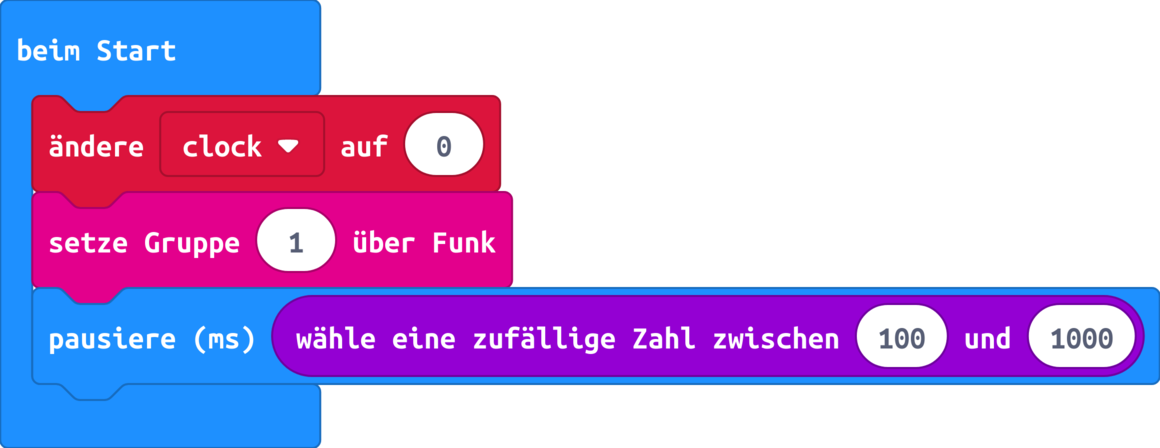 beim Start
ändere clock auf 0
setze Gruppe 1 über Funk
pausiere (ms) wähle eine zufällige Zahl zwischen 100 und 1000